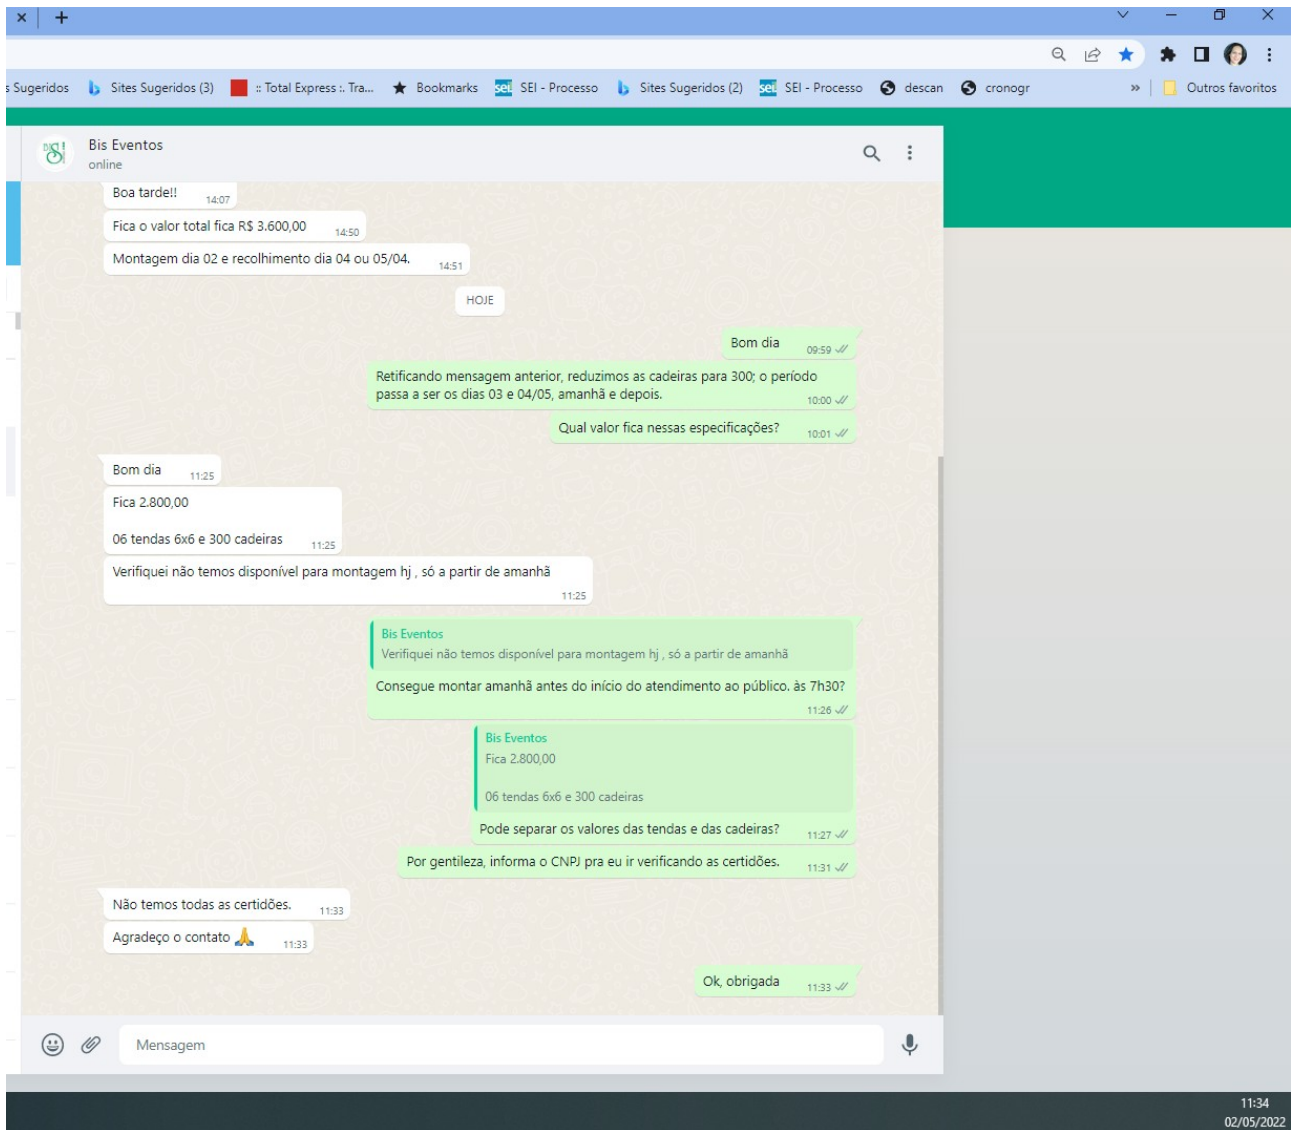 s Sugeridos Sites Sugeridos (3) :: Total Express :. Tra... Bookmarks sei SEI - Processo Sites Sugeridos (2) sei SEI - Processo descan cronogr » Outros favoritos
Bis Eventos
online
Boa tarde!! 14:07
Fica o valor total fica R$ 3.600,00 14:50
Montagem dia 02 e recolhimento dia 04 ou 05/04. 14:51
HOJE
Bom dia 09:59
Retificando mensagem anterior, reduzimos as cadeiras para 300; o período
passa a ser os dias 03 e 04/05, amanhã e depois. 10:00
Qual valor fica nessas especificações? 10:01
Bom dia 11:25
Fica 2.800,00
06 tendas 6x6 e 300 cadeiras 11:25
Verifiquei não temos disponível para montagem hj , só a partir de amanhã
11:25
Bis Eventos
Verifiquei não temos disponível para montagem hj , só a partir de amanhã
Consegue montar amanhã antes do início do atendimento ao público. às 7h30?
11:26
Bis Eventos
Fica 2.800,00
06 tendas 6x6 e 300 cadeiras
Pode separar os valores das tendas e das cadeiras? 11:27
Por gentileza, informa o CNPJ pra eu ir verificando as certidões. 11:31
Não temos todas as certidões. 11:33
Agradeço o contato 🙏 11:33
Ok, obrigada 11:33
Mensagem
11:34
02/05/2022